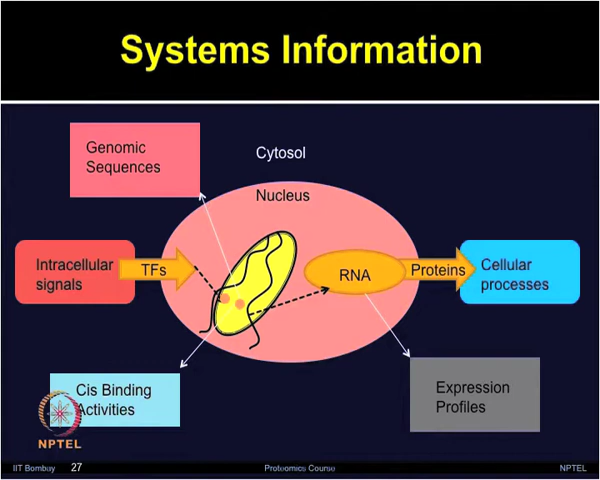 Systems Information
Genomic
Sequences
Cytosol
Nucleus
Intracellular
signals
TFs
RNA
Proteins
Cellular
processes
Cis Binding
Activities
Expression
Profiles
NPTEL
IIT Bombay
27
Proteomics Course
NPTEL